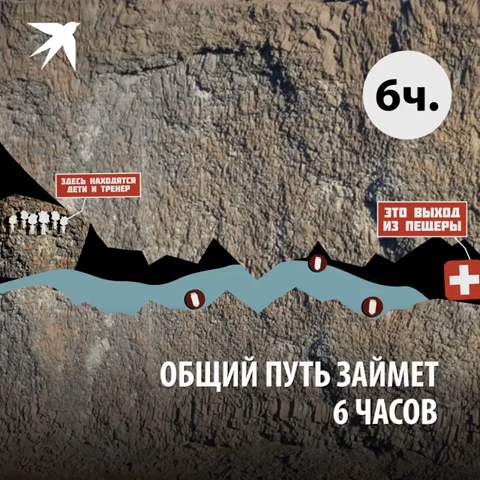 6ч.
ЗДЕСЬ НАХОДЯТСЯ
ДЕТИ И ТРЕНЕР
ЭТО ВЫХОД
ИЗ ПЕЩЕРЫ
ОБЩИЙ ПУТЬ ЗАЙМЕТ
6 ЧАСОВ